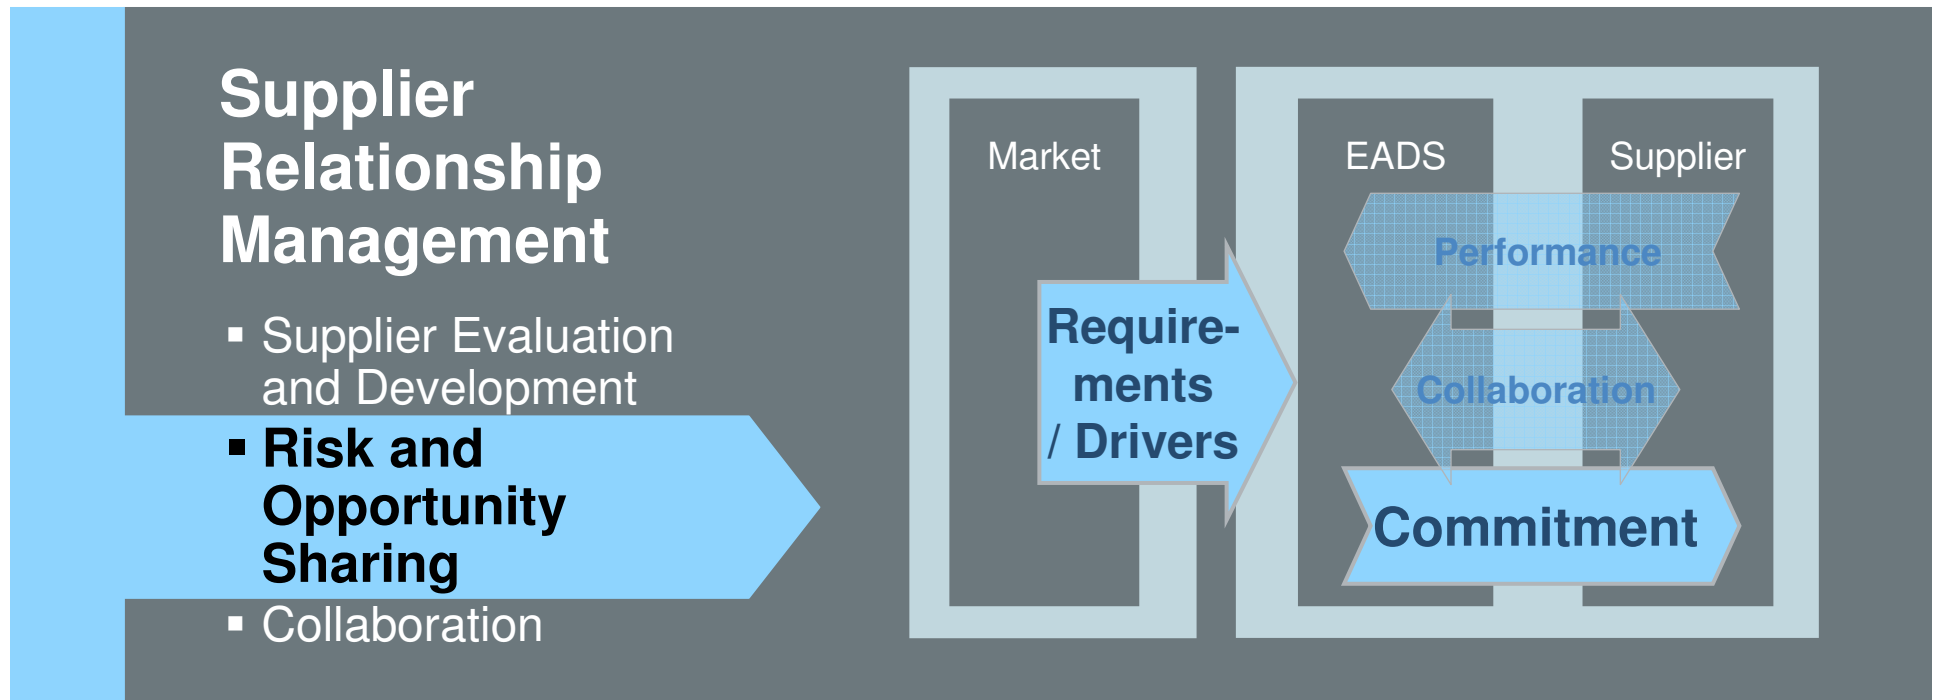 Supplier
Relationship
Management
▪ Supplier Evaluation
and Development
▪ Risk and
Opportunity
Sharing
▪ Collaboration
Market
EADS
Supplier
Performance
Require-
ments
/ Drivers
Collaboration
Commitment